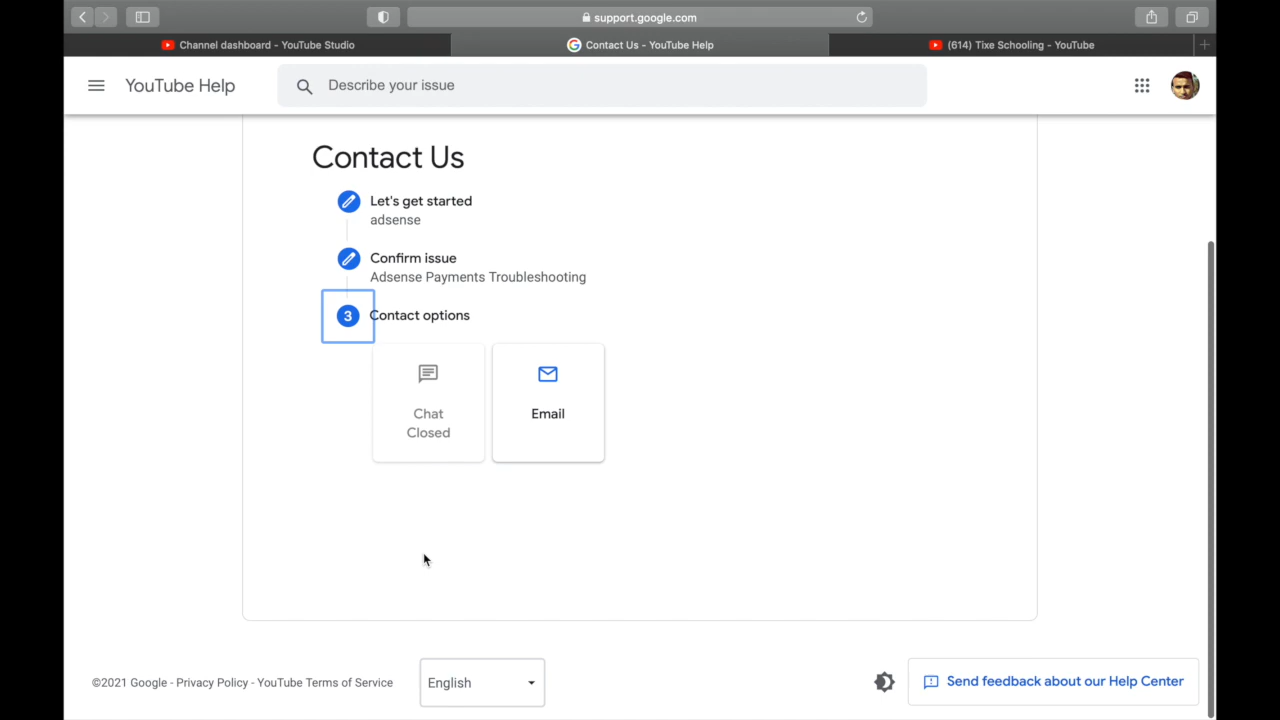 support.google.com
Channel dashboard - YouTube Studio
Contact Us - YouTube Help
(614) Tixe Schooling - YouTube
YouTube Help
Describe your issue
Contact Us
Let's get started
adsense
Confirm issue
Adsense Payments Troubleshooting
3
Contact options
Chat
Closed
Email
©2021 Google - Privacy Policy - YouTube Terms of Service
English
Send feedback about our Help Center